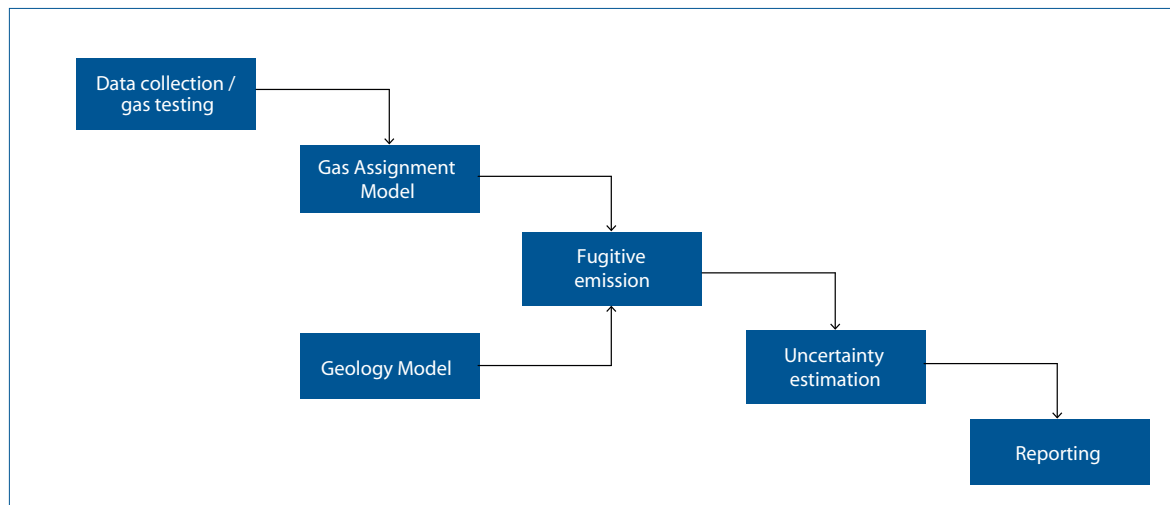 Data collection /
gas testing
Gas Assignment
Model
Fugitive
emission
Geology Model
Uncertainty
estimation
Reporting